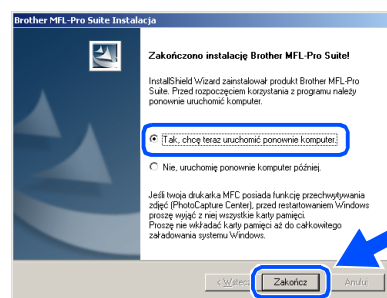 Brother MFL-Pro Suite Instalacja
Zakończono instalację Brother MFL-Pro Suite!
InstallShield Wizard zainstalował produkt Brother MFL-Pro
Suite. Przed rozpoczęciem korzystania z programu należy
ponownie uruchomić komputer.
Tak, chcę teraz uruchomić ponownie komputer.
Nie, uruchomię ponownie komputer później.
Jeśli twoja drukarka MFC posiada funkcję przechwytywania
zdjęć (PhotoCapture Center), przed restartowaniem Windows
proszę wyjąć z niej wszystkie karty pamięci.
Proszę nie wkładać karty pamięci aż do całkowitego
załadowania systemu Windows.
< Wstecz Zakończ Anuluj